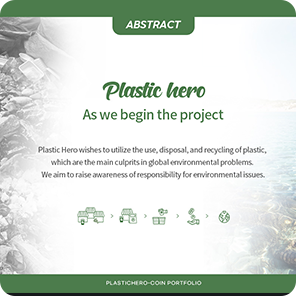 ABSTRACT
Plastic hero
As we begin the project
Plastic Hero wishes to utilize the use, disposal, and recycling of plastic,
which are the main culprits in global environmental problems.
We aim to raise awareness of responsibility for environmental issues.
PLASTICHERO-COIN PORTFOLIO